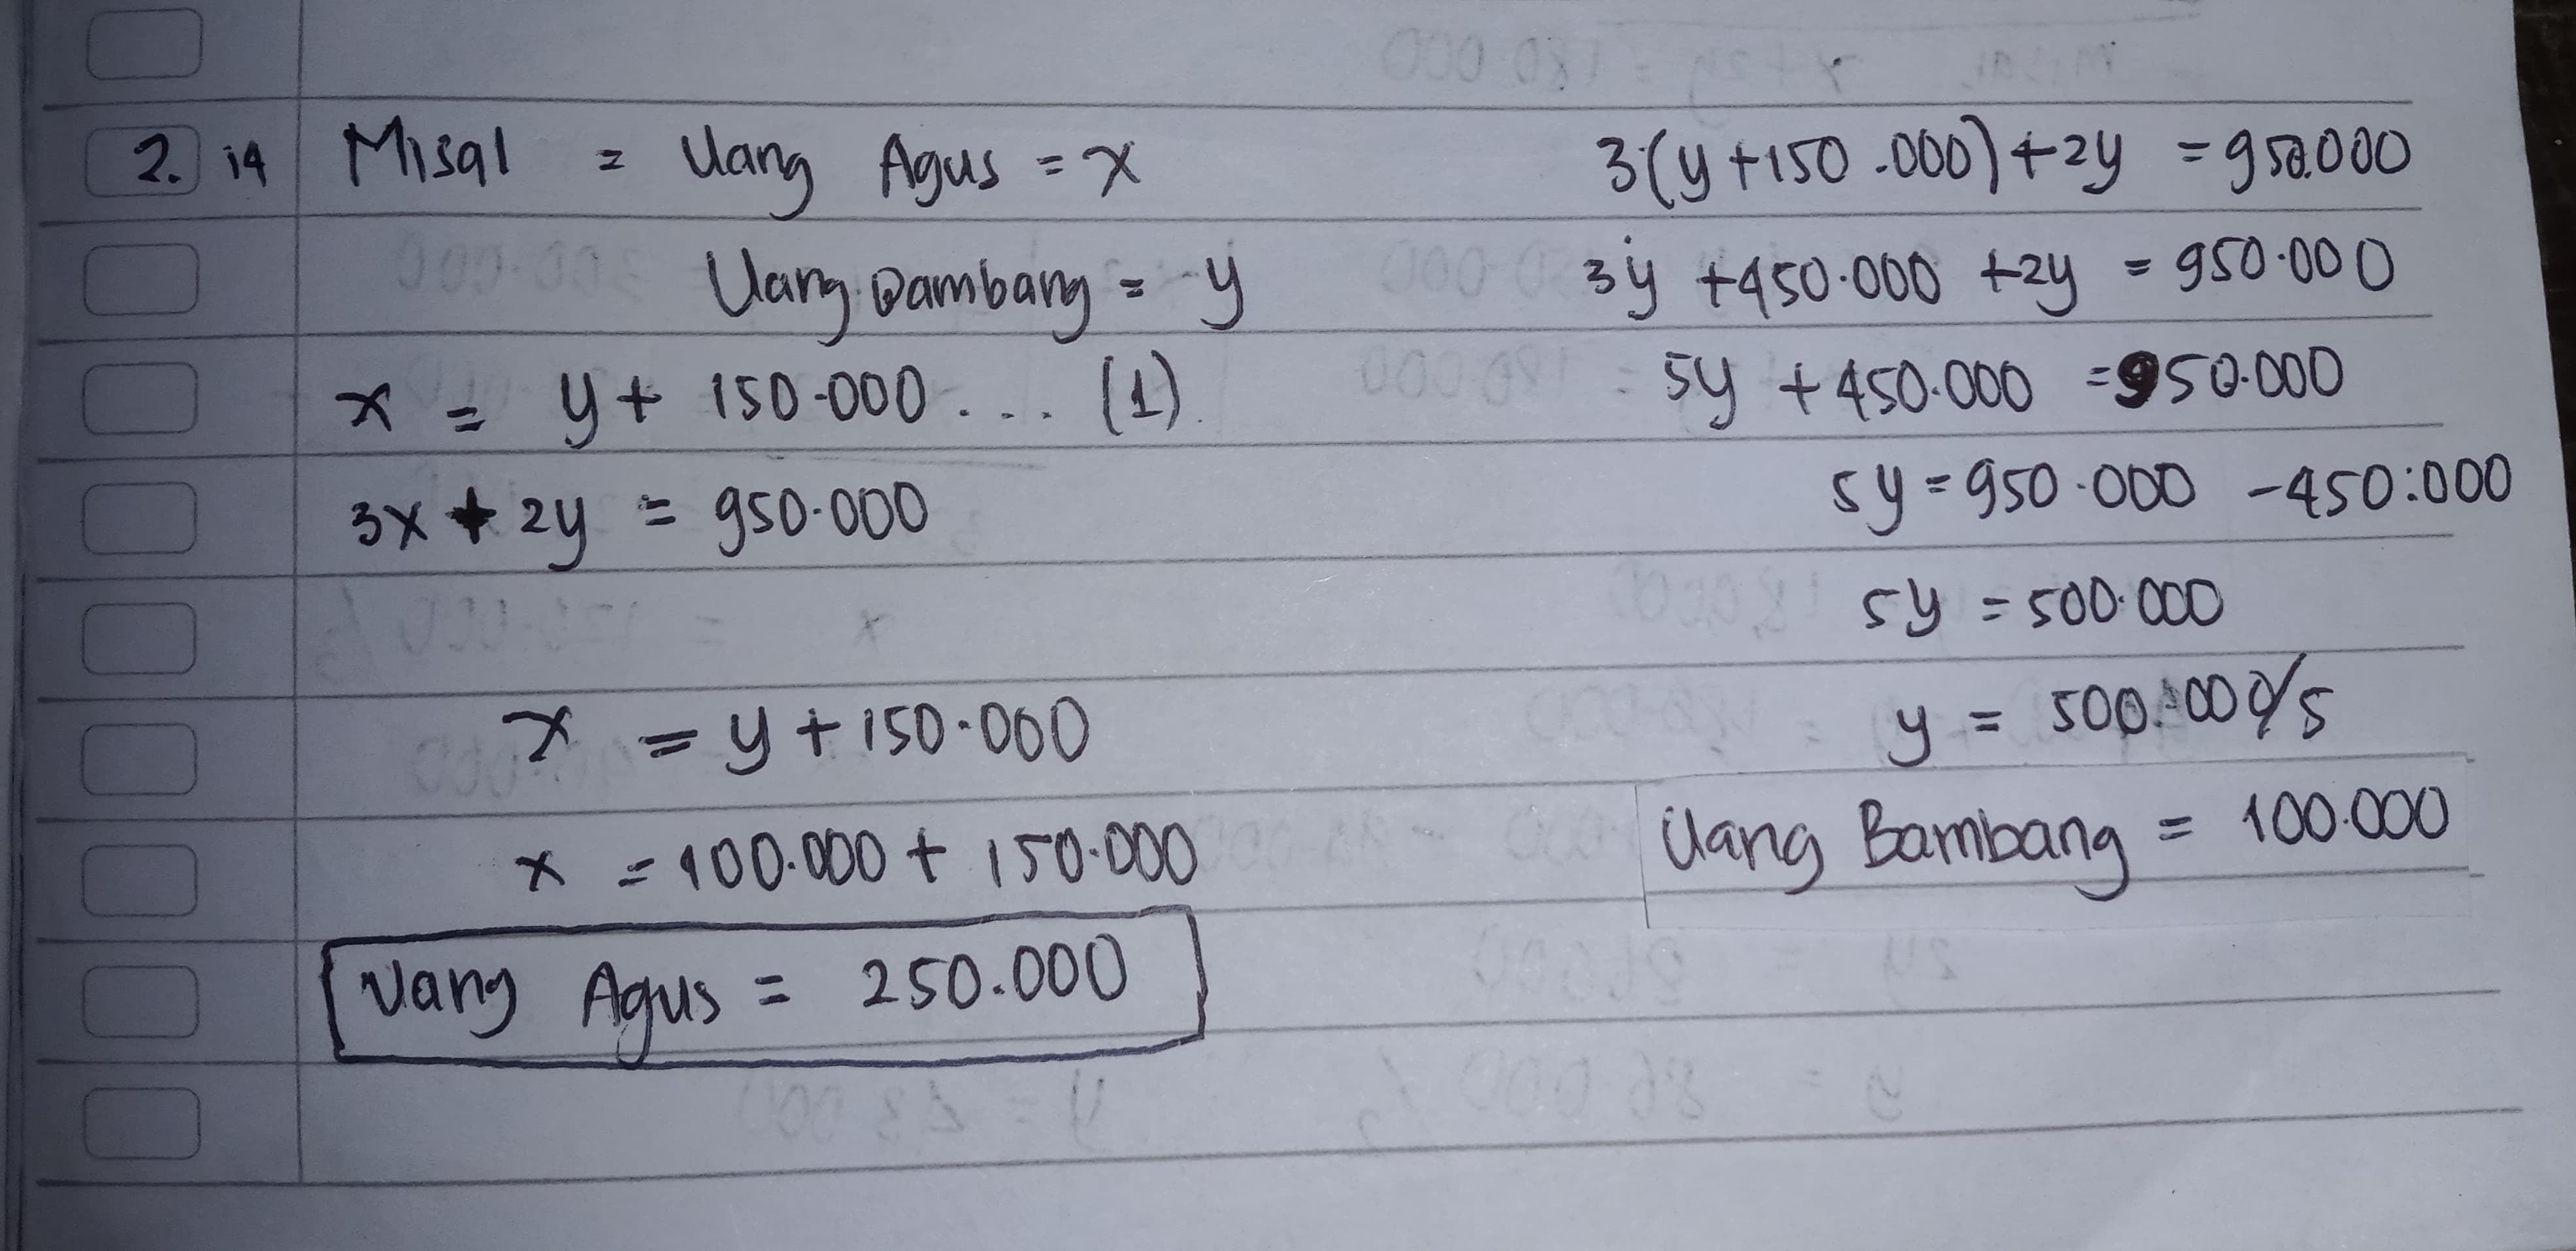 2. 19 Misal = Uang Agus = x
Uang Bambang = y
x = y + 150.000 ... (1)
3x + 2y = 950.000
x = y + 150.000
x = 100.000 + 150.000
Uang Agus = 250.000
3(y + 150.000) + 2y = 950.000
3y + 450.000 + 2y = 950.000
5y + 450.000 = 950.000
5y = 950.000 - 450.000
5y = 500.000
y = 500.000/5
Uang Bambang = 100.000